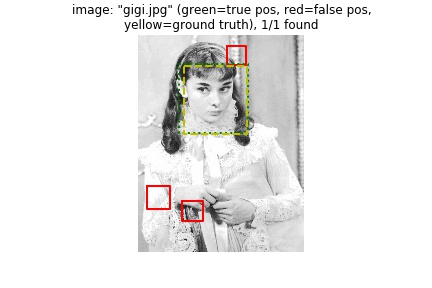 image: "gigi.jpg" (green=true pos, red=false pos,
yellow=ground truth), 1/1 found